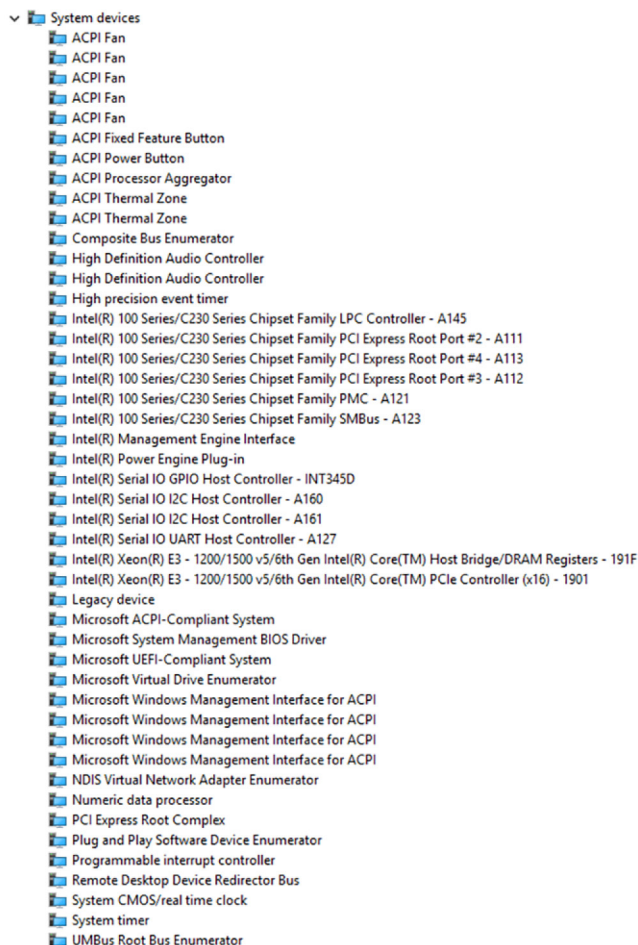 System devices
ACPI Fan
ACPI Fan
ACPI Fan
ACPI Fan
ACPI Fan
ACPI Fixed Feature Button
ACPI Power Button
ACPI Processor Aggregator
ACPI Thermal Zone
ACPI Thermal Zone
Composite Bus Enumerator
High Definition Audio Controller
High Definition Audio Controller
High precision event timer
Intel(R) 100 Series/C230 Series Chipset Family LPC Controller - A145
Intel(R) 100 Series/C230 Series Chipset Family PCI Express Root Port #2 - A111
Intel(R) 100 Series/C230 Series Chipset Family PCI Express Root Port #4 - A113
Intel(R) 100 Series/C230 Series Chipset Family PCI Express Root Port #3 - A112
Intel(R) 100 Series/C230 Series Chipset Family PMC - A121
Intel(R) 100 Series/C230 Series Chipset Family SMBus - A123
Intel(R) Management Engine Interface
Intel(R) Power Engine Plug-in
Intel(R) Serial IO GPIO Host Controller - INT345D
Intel(R) Serial IO I2C Host Controller - A160
Intel(R) Serial IO I2C Host Controller - A161
Intel(R) Serial IO UART Host Controller - A127
Intel(R) Xeon(R) E3 - 1200/1500 v5/6th Gen Intel(R) Core(TM) Host Bridge/DRAM Registers - 191F
Intel(R) Xeon(R) E3 - 1200/1500 v5/6th Gen Intel(R) Core(TM) PCIe Controller (x16) - 1901
Legacy device
Microsoft ACPI-Compliant System
Microsoft System Management BIOS Driver
Microsoft UEFI-Compliant System
Microsoft Virtual Drive Enumerator
Microsoft Windows Management Interface for ACPI
Microsoft Windows Management Interface for ACPI
Microsoft Windows Management Interface for ACPI
Microsoft Windows Management Interface for ACPI
NDIS Virtual Network Adapter Enumerator
Numeric data processor
PCI Express Root Complex
Plug and Play Software Device Enumerator
Programmable interrupt controller
Remote Desktop Device Redirector Bus
System CMOS/real time clock
System timer
UMBus Root Bus Enumerator